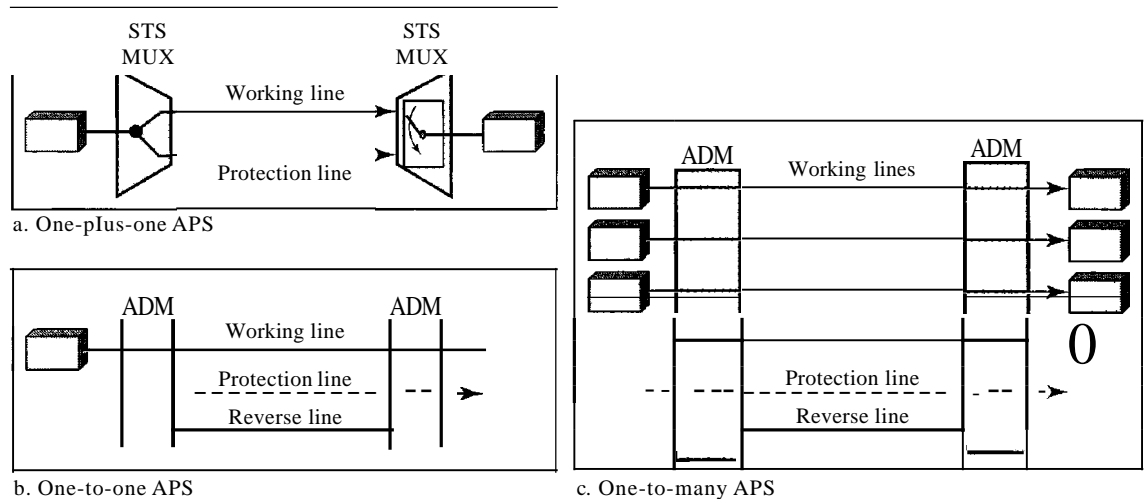 STS
MUX
STS
MUX
Working line
Protection line
a. One-pIus-one APS
ADM
ADM
Working line
Protection line
Reverse line
b. One-to-one APS
ADM
ADM
Working lines
0
Protection line
Reverse line
c. One-to-many APS